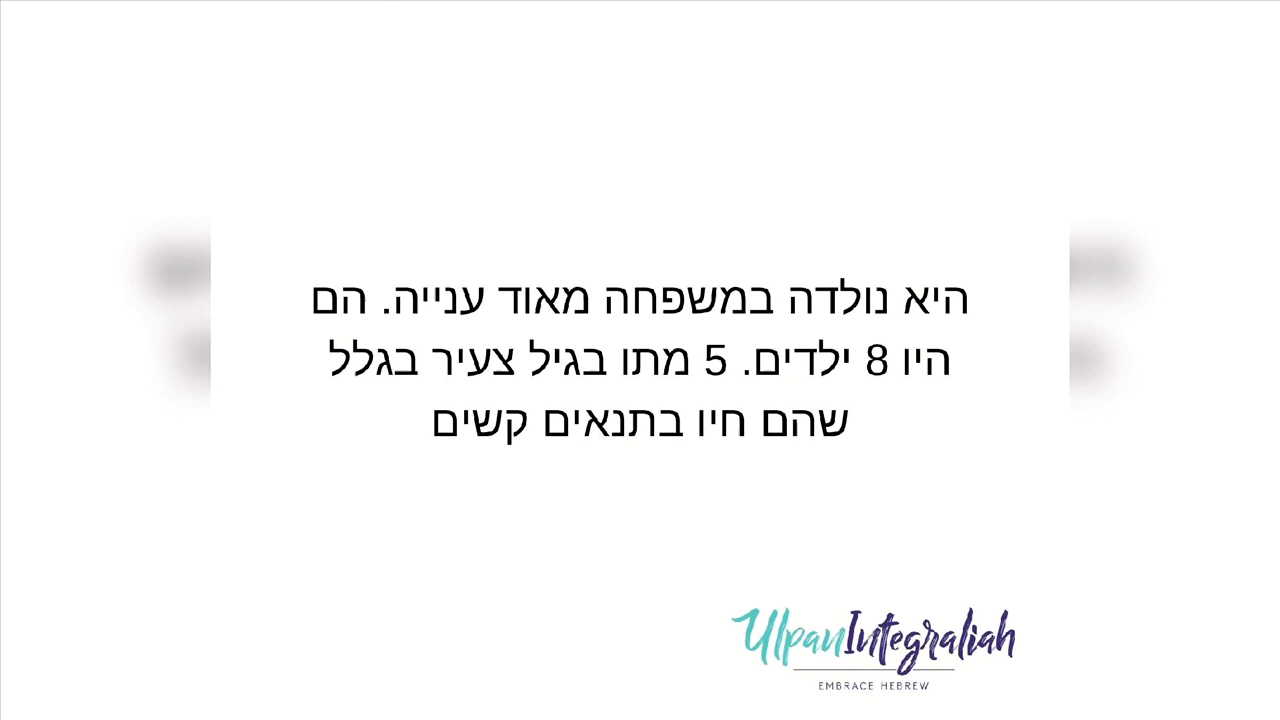 היא נולדה במשפחה מאוד ענייה. הם
היו 8 ילדים. 5 מתו בגיל צעיר בגלל
שהם חיו בתנאים קשים
UlpanIntegraliah
EMBRACE HEBREW